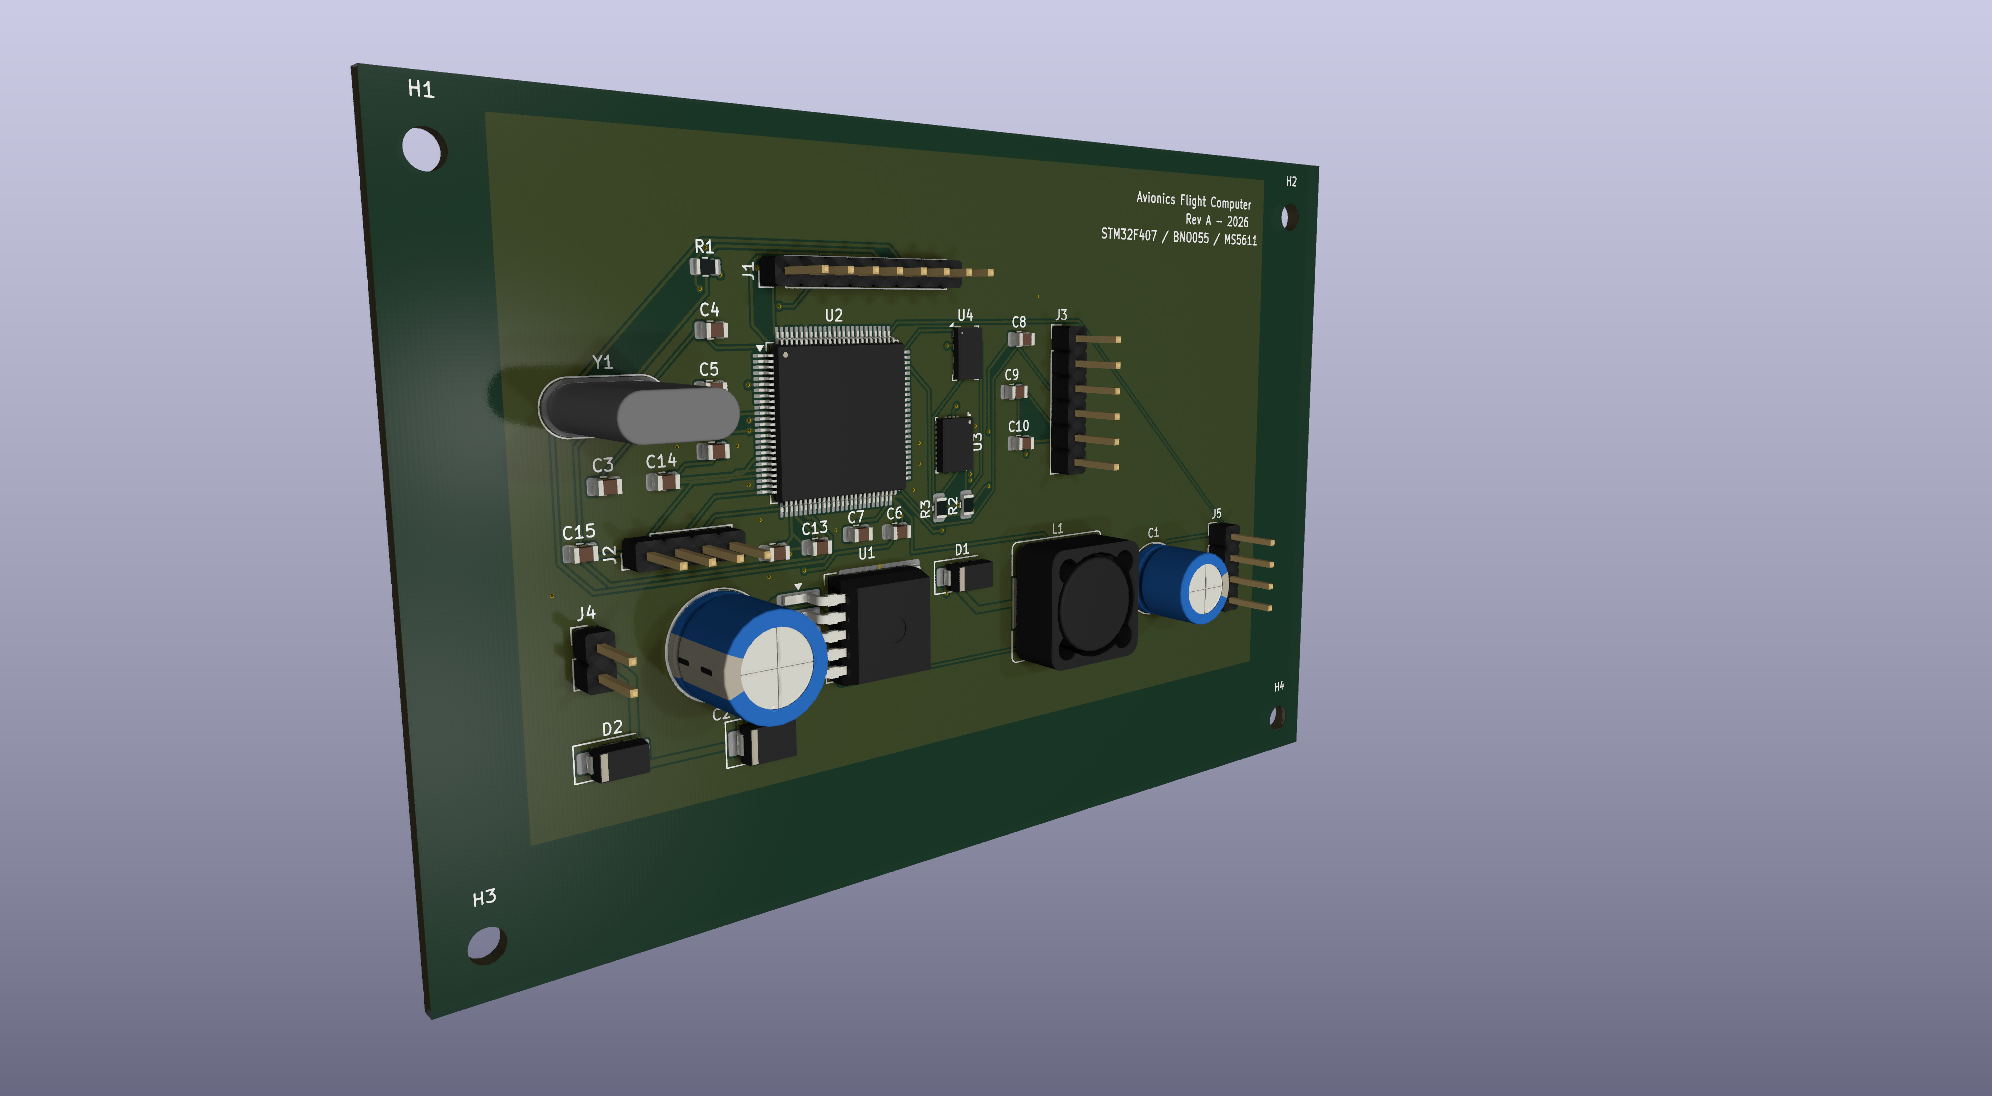 H1
H2
Avionics Flight Computer
Rev A - 2026
STM32F407 / BNO055 / MS5611
R1
J1
C4
U2
U4
C8
J3
Y1
C5
C9
C10
U3
C3
C14
R3
R2
C15
J2
C13
C7
C6
U1
D1
L1
C1
J5
J4
D2
H4
H3